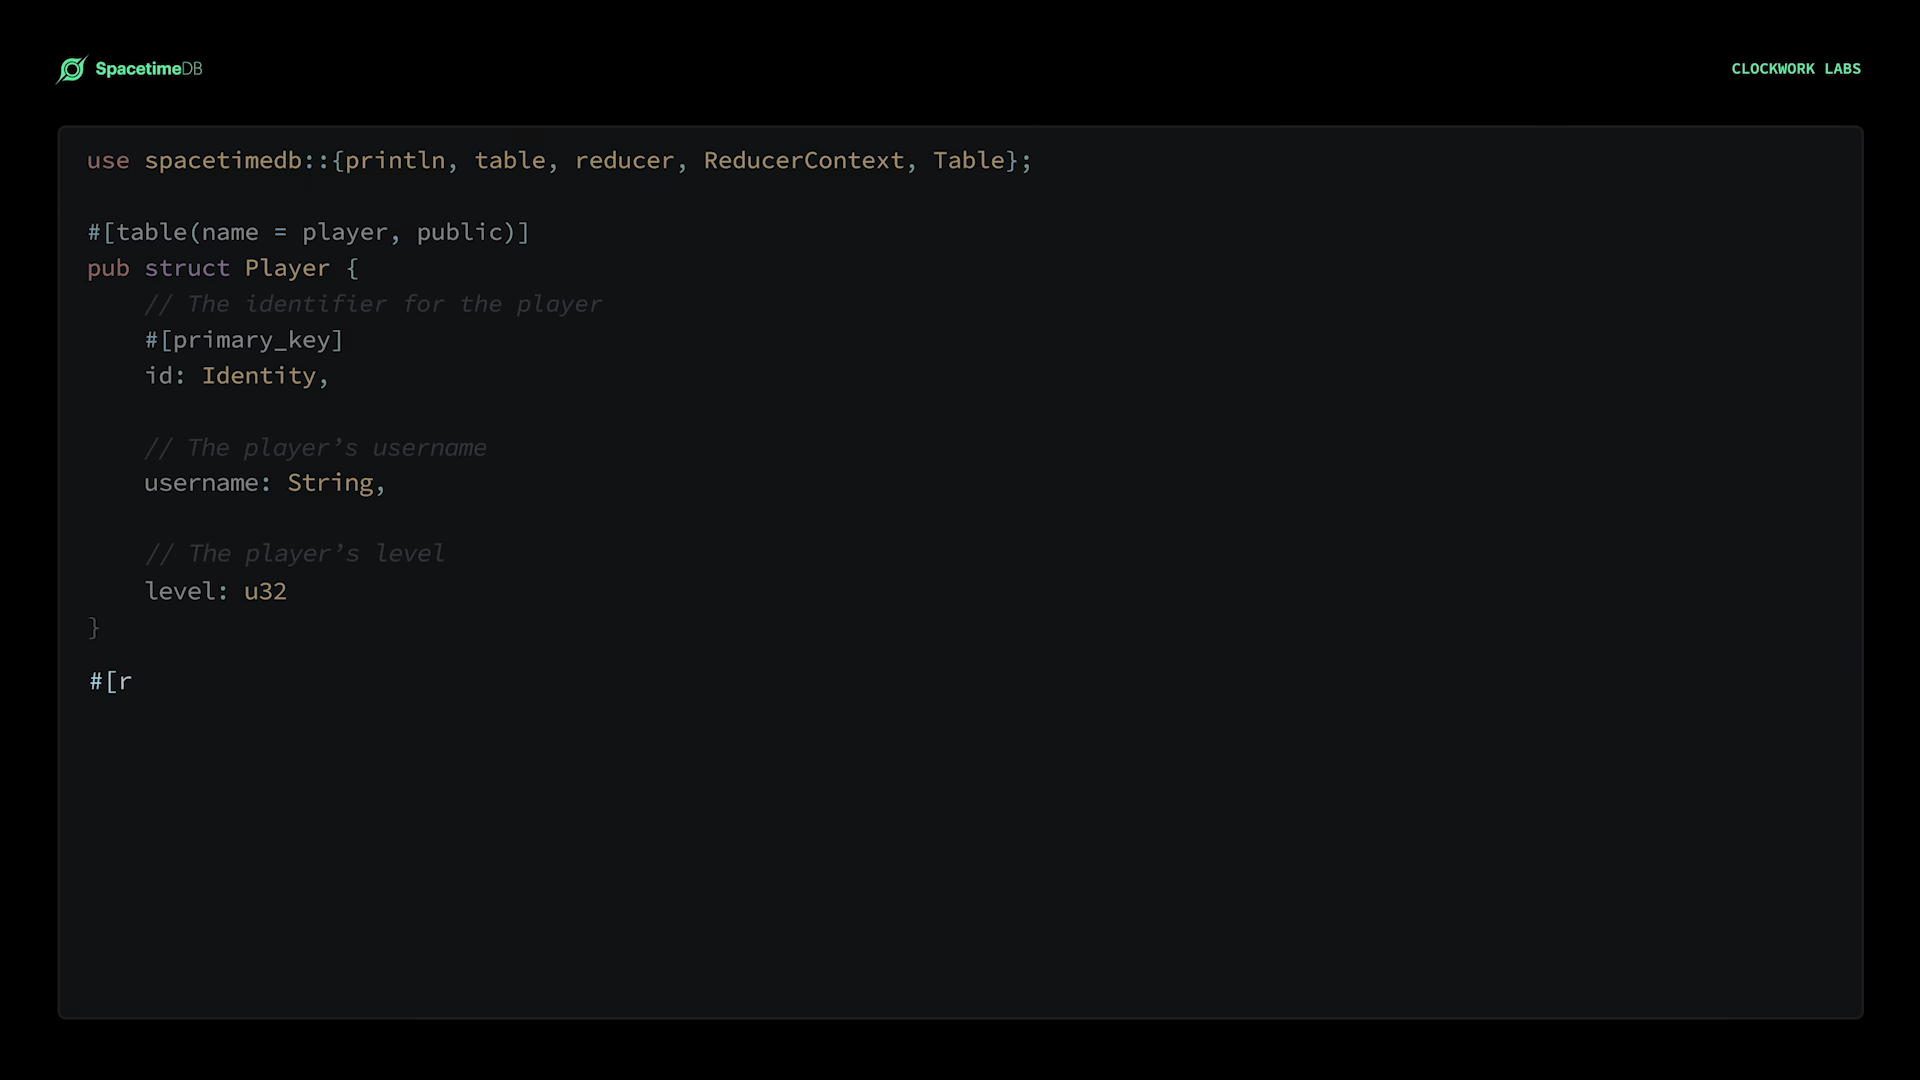 SpacetimeDB
CLOCKWORK LABS
use spacetimedb::{println, table, reducer, ReducerContext, Table};
#[table(name = player, public)]
pub struct Player {
    // The identifier for the player
    #[primary_key]
    id: Identity,
    // The player’s username
    username: String,
    // The player’s level
    level: u32
}
#[r